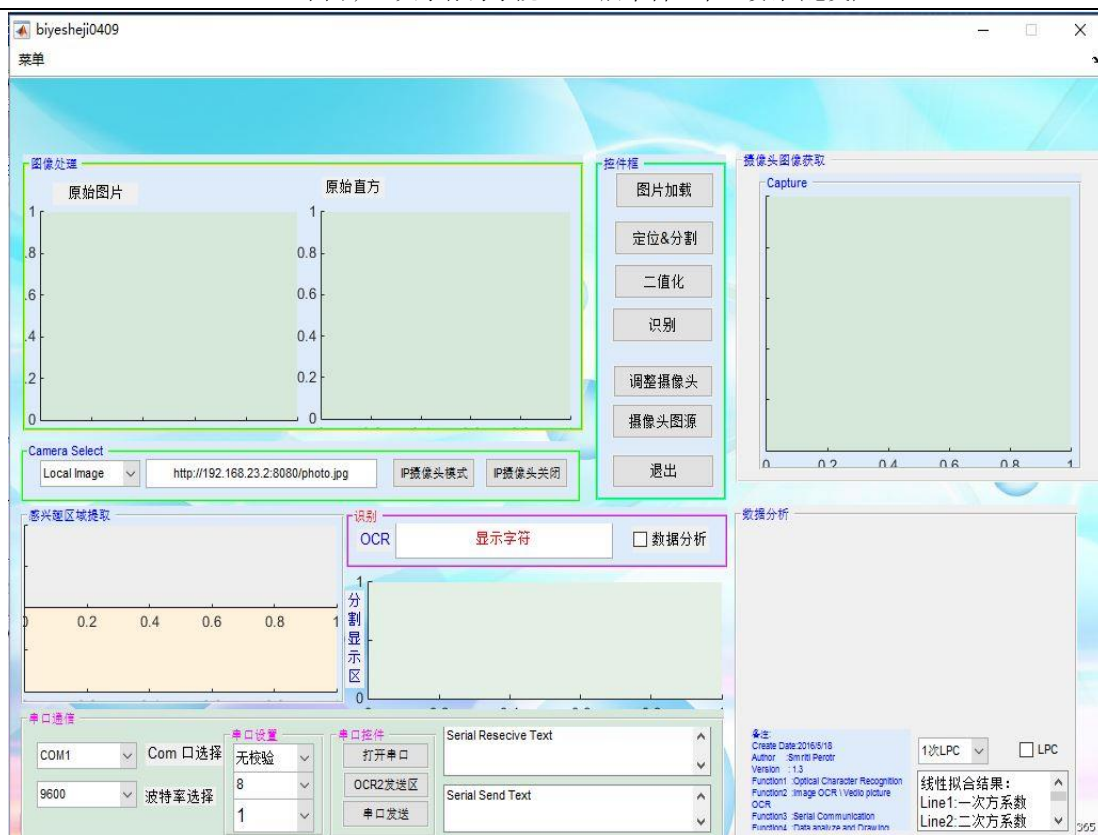 biyesheji0409
菜单
图像处理
原始图片
原始直方
1
.8
.6
.4
.2
0
1
0.8
0.6
0.4
0.2
0
控件框
图片加载
定位&分割
二值化
识别
调整摄像头
摄像头图源
退出
摄像头图像获取
Capture
0 0.2 0.4 0.6 0.8 1
Camera Select
Local Image
http://192.168.23.2:8080/photo.jpg
IP摄像头模式
IP摄像头关闭
感兴趣区域提取
0.2 0.4 0.6 0.8 1
识别
OCR
显示字符
数据分析
1
分割显示区
0
数据分析
串口通信
COM1
Com 口选择
9600
波特率选择
串口设置
无校验
8
1
串口控件
打开串口
OCR2发送区
串口发送
Serial Resecive Text
Serial Send Text
备注:
Create Date:2016/5/18
Author :Smriti Perotr
Version :1.3
Function1 :Optical Character Recognition
Function2 :Image OCR \ Vedio picture
OCR
Function3 :Serial Communication
Function4 :Data analyze and Drawing
1次LPC
LPC
线性拟合结果:
Line1:一次方系数
Line2:二次方系数
365